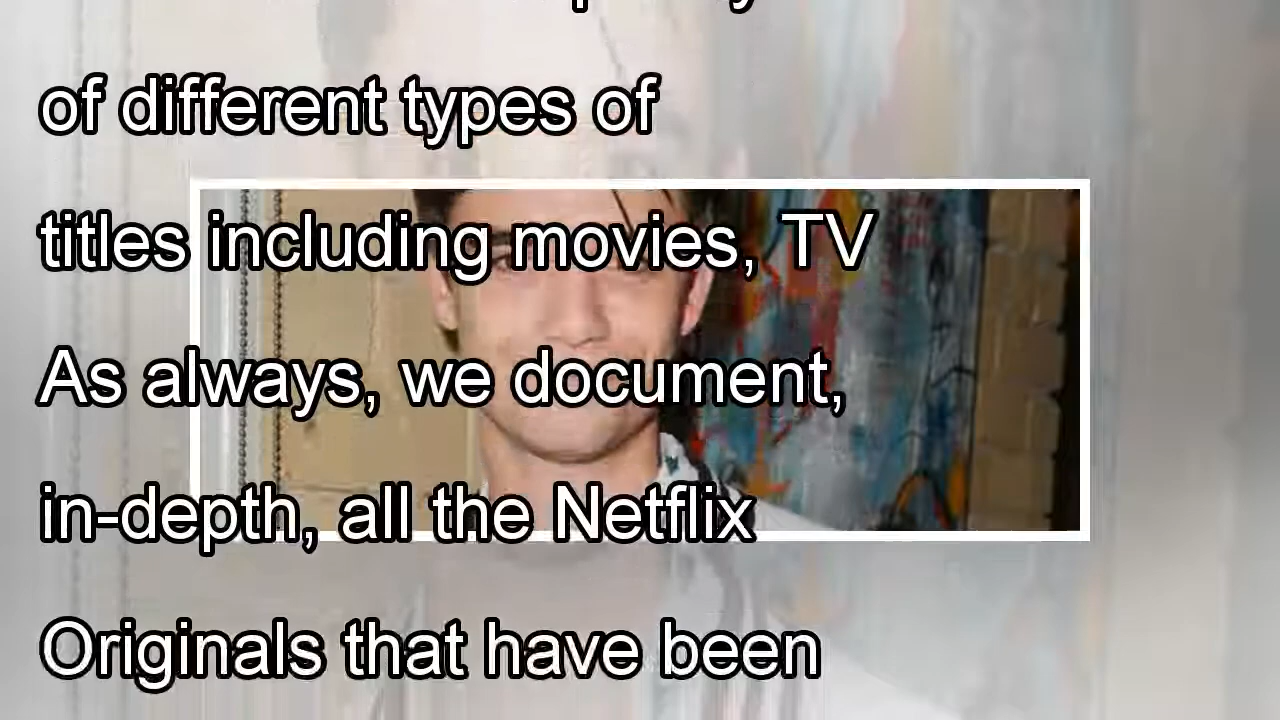 of different types of
titles including movies, TV
As always, we document,
in-depth, all the Netflix
Originals that have been